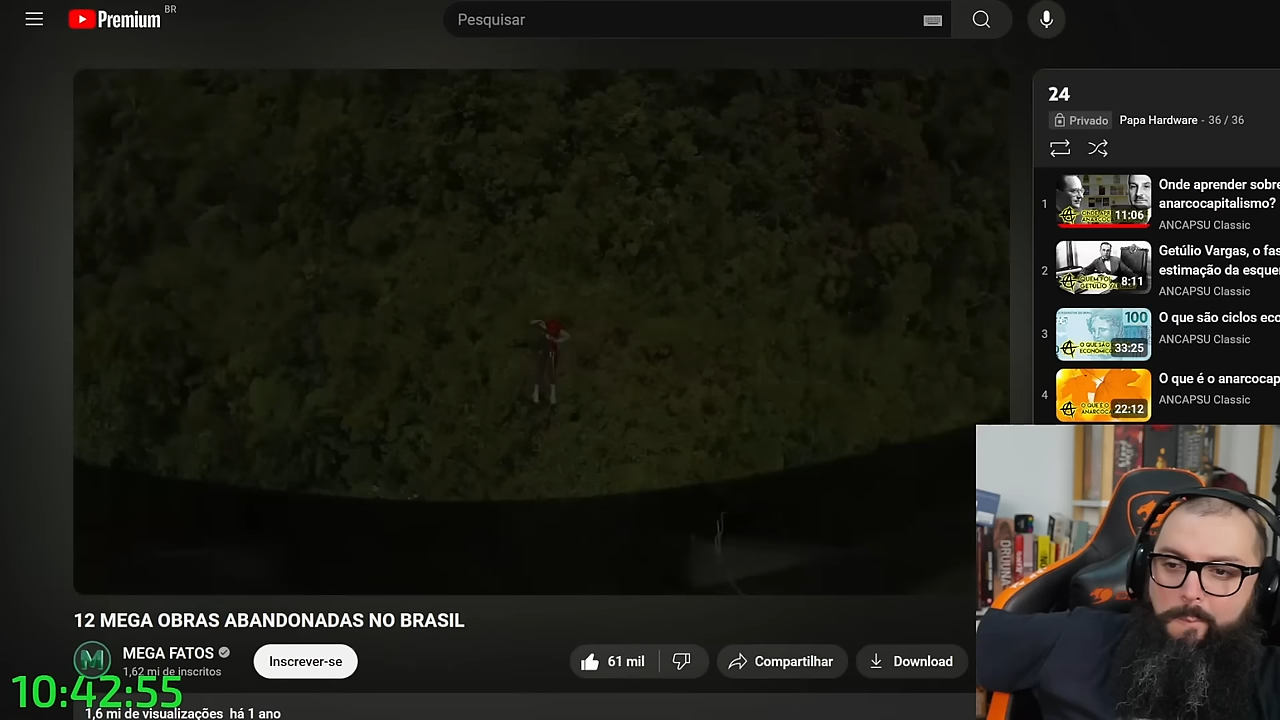 Premium
BR
Pesquisar
24
Privado
Papa Hardware - 36 / 36
1
11:06
Onde aprender sobre
anarcocapitalismo?
ANCAPSU Classic
2
8:11
Getúlio Vargas, o fas
estimação da esquer
ANCAPSU Classic
3
100
33:25
O que são ciclos eco
ANCAPSU Classic
4
22:12
O que é o anarcocap
ANCAPSU Classic
12 MEGA OBRAS ABANDONADAS NO BRASIL
MEGA FATOS
1,62 mi de inscritos
Inscrever-se
61 mil
Compartilhar
Download
10:42:55
1,6 mi de visualizações há 1 ano